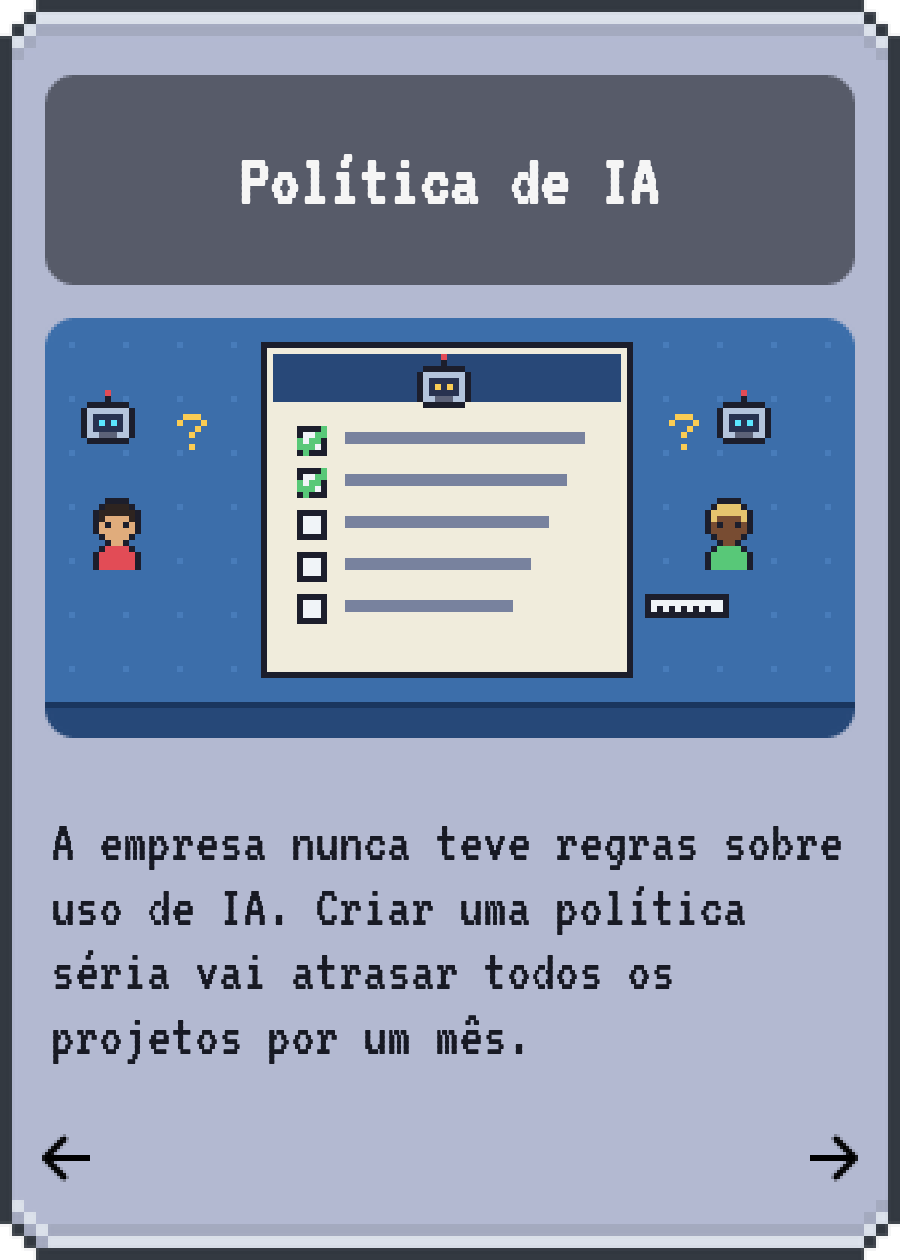 Política de IA
A empresa nunca teve regras sobre
uso de IA. Criar uma política
séria vai atrasar todos os
projetos por um mês.